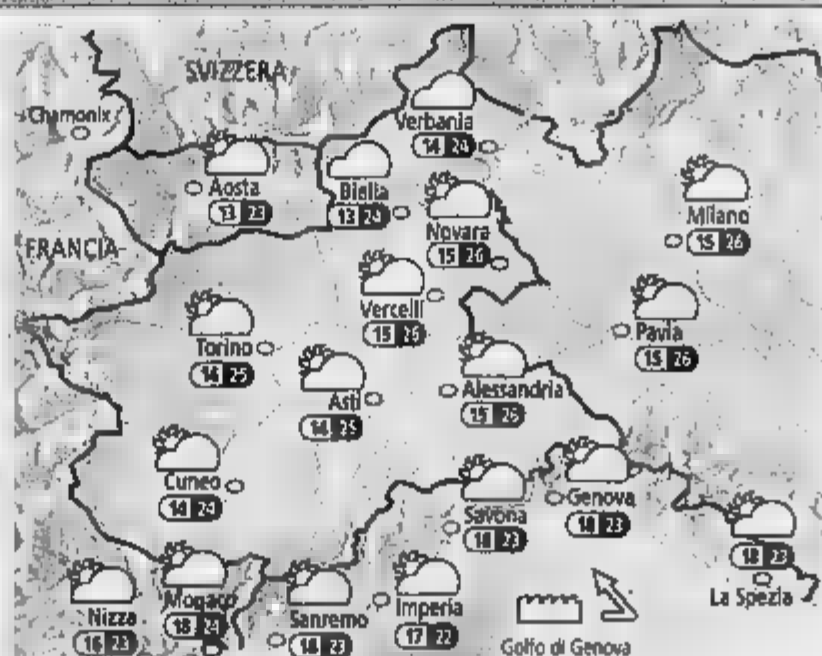 SVIZZERA
Chamonix
Verbania
14 24
Aosta
13 23
Biella
13 24
Novara
15 26
Milano
15 26
FRANCIA
Vercelli
15 26
Pavia
15 26
Torino
14 25
Asti
14 25
Alessandria
15 26
Cuneo
14 24
Savona
18 23
Genova
18 23
18 23
La Spezia
Nizza
16 23
Monaco
18 24
Sanremo
18 23
Imperia
17 22
Golfo di Genova